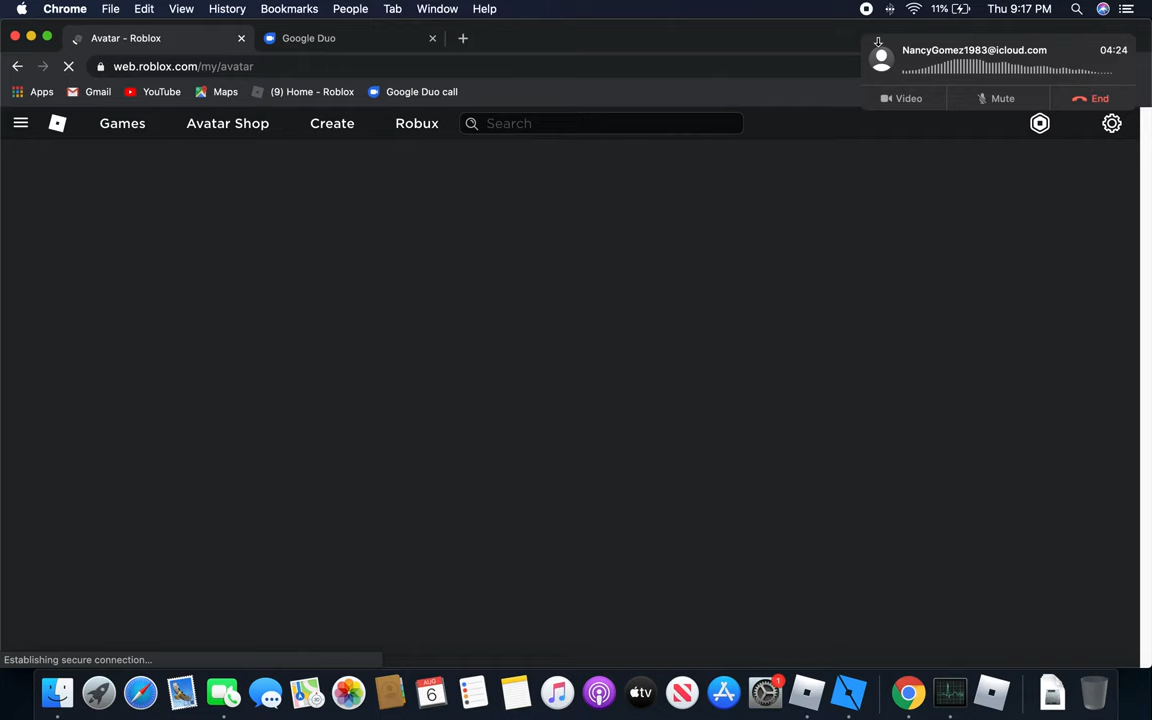 Chrome File Edit View History Bookmarks People Tab Window Help 11% Thu 9:17 PM
Avatar - Roblox Google Duo
web.roblox.com/my/avatar
NancyGomez1983@icloud.com 04:24
Video Mute End
Apps Gmail YouTube Maps (9) Home - Roblox Google Duo call
Games Avatar Shop Create Robux Search
Establishing secure connection...
AUG
6
tv
1